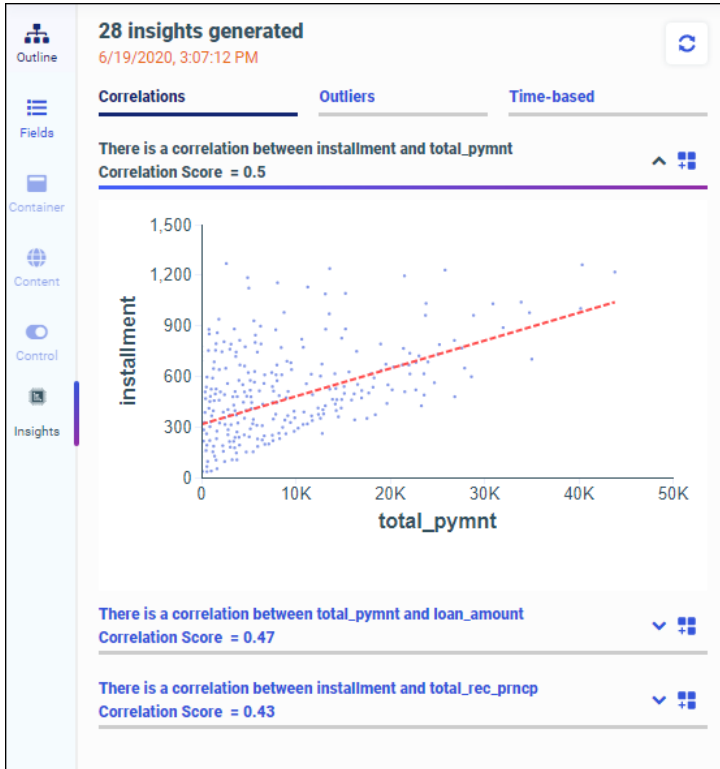 Outline
Fields
Container
Content
Control
Insights
28 insights generated
6/19/2020, 3:07:12 PM
Correlations
Outliers
Time-based
There is a correlation between installment and total_pymnt
Correlation Score = 0.5
1,500
1,200
900
600
300
0
installment
0
10K
20K
30K
40K
50K
total_pymnt
There is a correlation between total_pymnt and loan_amount
Correlation Score = 0.47
There is a correlation between installment and total_rec_prncp
Correlation Score = 0.43